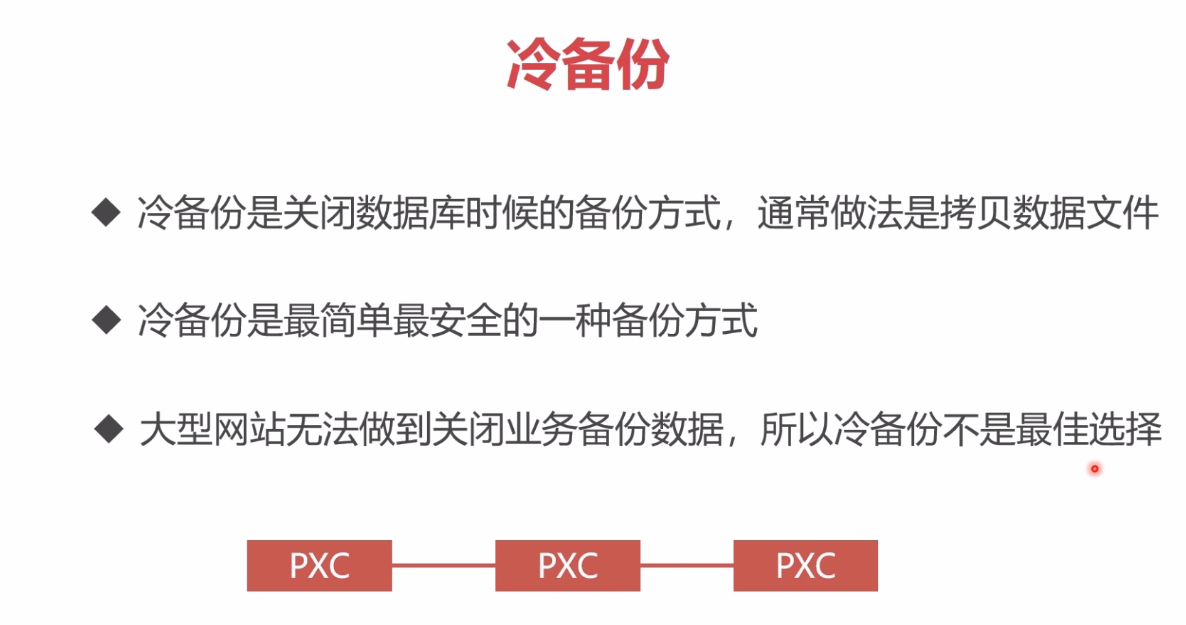 冷备份
冷备份是关闭数据库时候的备份方式，通常做法是拷贝数据文件
冷备份是最简单最安全的一种备份方式
大型网站无法做到关闭业务备份数据，所以冷备份不是最佳选择
PXC PXC PXC